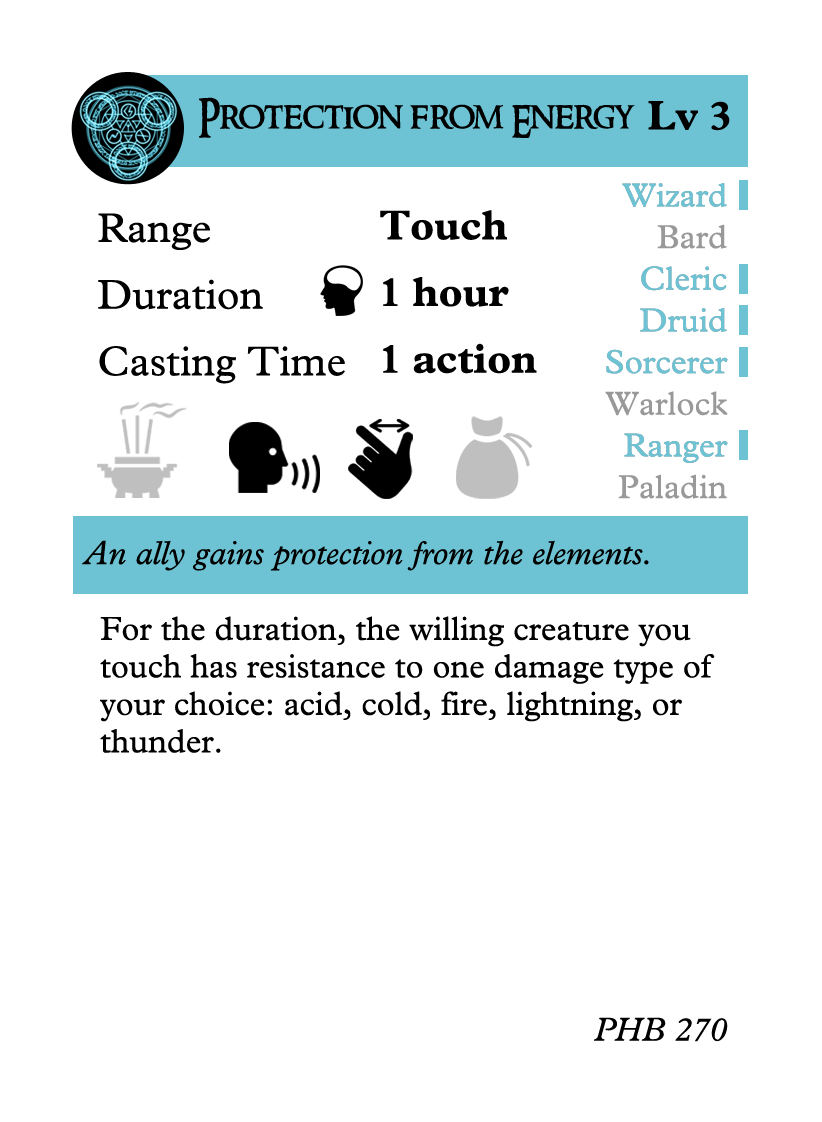 Protection from Energy Lv 3
Range Touch
Duration 1 hour
Casting Time 1 action
Wizard
Bard
Cleric
Druid
Sorcerer
Warlock
Ranger
Paladin
An ally gains protection from the elements.
For the duration, the willing creature you
touch has resistance to one damage type of
your choice: acid, cold, fire, lightning, or
thunder.
PHB 270